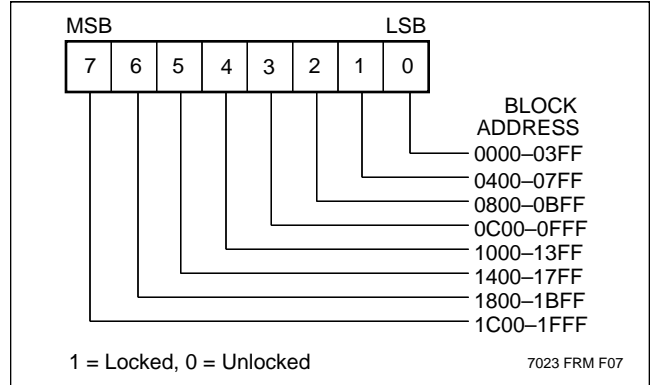 MSB LSB
7 6 5 4 3 2 1 0
BLOCK
ADDRESS
0000–03FF
0400–07FF
0800–0BFF
0C00–0FFF
1000–13FF
1400–17FF
1800–1BFF
1C00–1FFF
1 = Locked, 0 = Unlocked 7023 FRM F07